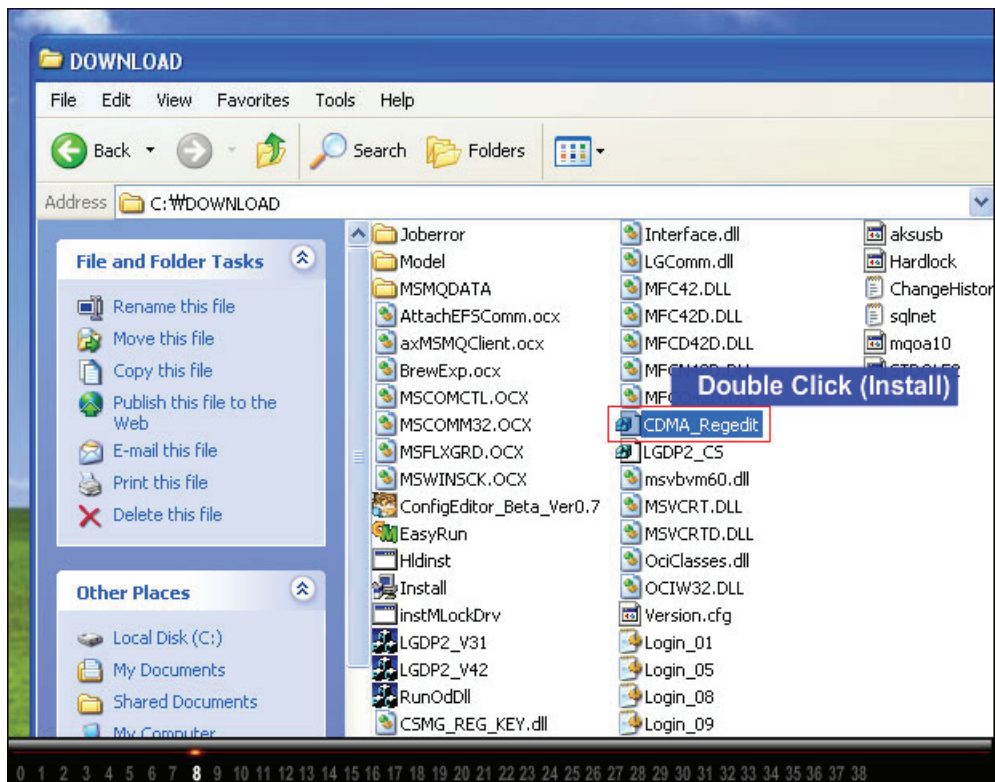 DOWNLOAD
File Edit View Favorites Tools Help
Back Search Folders
Address C:₩DOWNLOAD
File and Folder Tasks
Rename this file
Move this file
Copy this file
Publish this file to the
Web
E-mail this file
Print this file
Delete this file
Other Places
Local Disk (C:)
My Documents
Shared Documents
My Computer
Joberror
Model
MSMQDATA
AttachEFSComm.ocx
axMSMQClient.ocx
BrewExp.ocx
MSCOMCTL.OCX
MSCOMM32.OCX
MSFLXGRD.OCX
MSWINSCK.OCX
ConfigEditor_Beta_Ver0.7
EasyRun
Hldinst
Install
instMLockDrv
LGDP2_V31
LGDP2_V42
RunOdDll
CSMG_REG_KEY.dll
Interface.dll
LGComm.dll
MFC42.DLL
MFC42D.DLL
MFCD42D.DLL
Double Click (Install)
CDMA_Regedit
LGDP2_CS
msvbvm60.dll
MSVCRT.DLL
MSVCRTD.DLL
OciClasses.dll
OCIW32.DLL
Version.cfg
Login_01
Login_05
Login_08
Login_09
aksusb
Hardlock
ChangeHistor
sqlnet
mqoa10
0 1 2 3 4 5 6 7 8 9 10 11 12 13 14 15 16 17 18 19 20 21 22 23 24 25 26 27 28 29 30 31 32 33 34 35 36 37 38